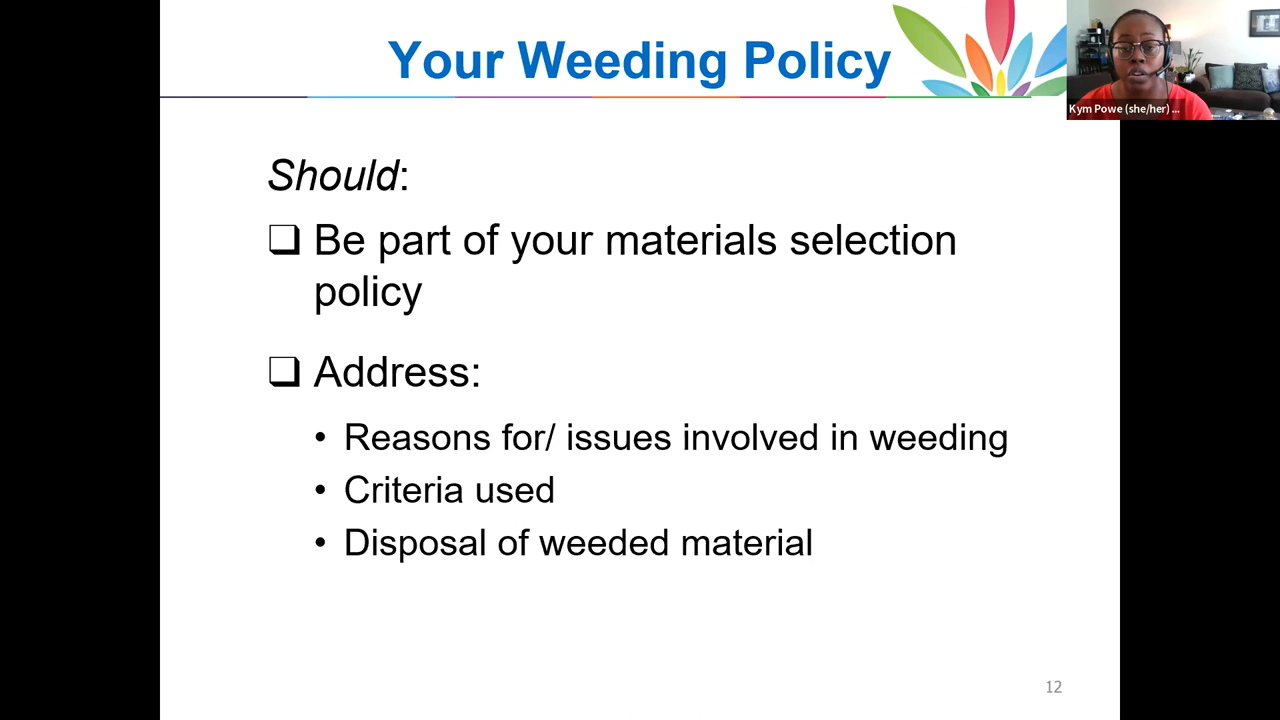 Your Weeding Policy
Kym Powe (she/her) ...
Should:
❑ Be part of your materials selection
policy
❑ Address:
• Reasons for/ issues involved in weeding
• Criteria used
• Disposal of weeded material
12